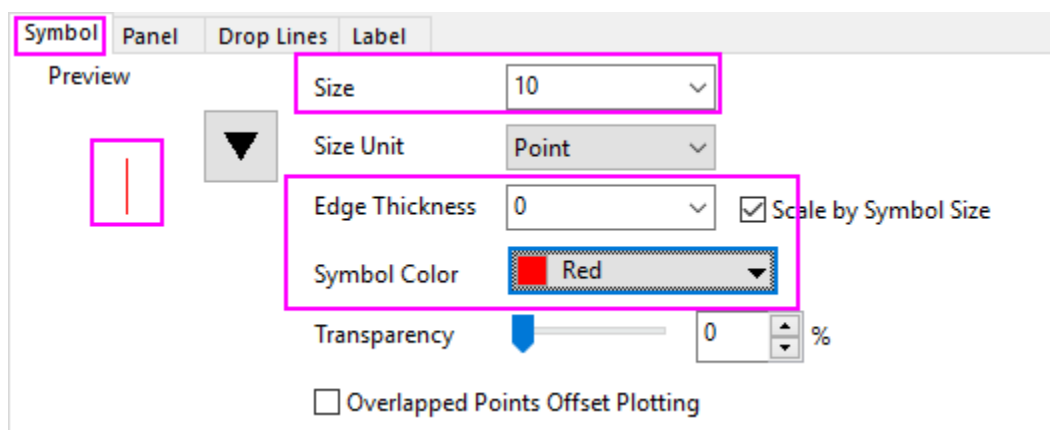 Symbol Panel Drop Lines Label
Preview
Size 10
Size Unit Point
Edge Thickness 0 Scale by Symbol Size
Symbol Color Red
Transparency 0 %
Overlapped Points Offset Plotting